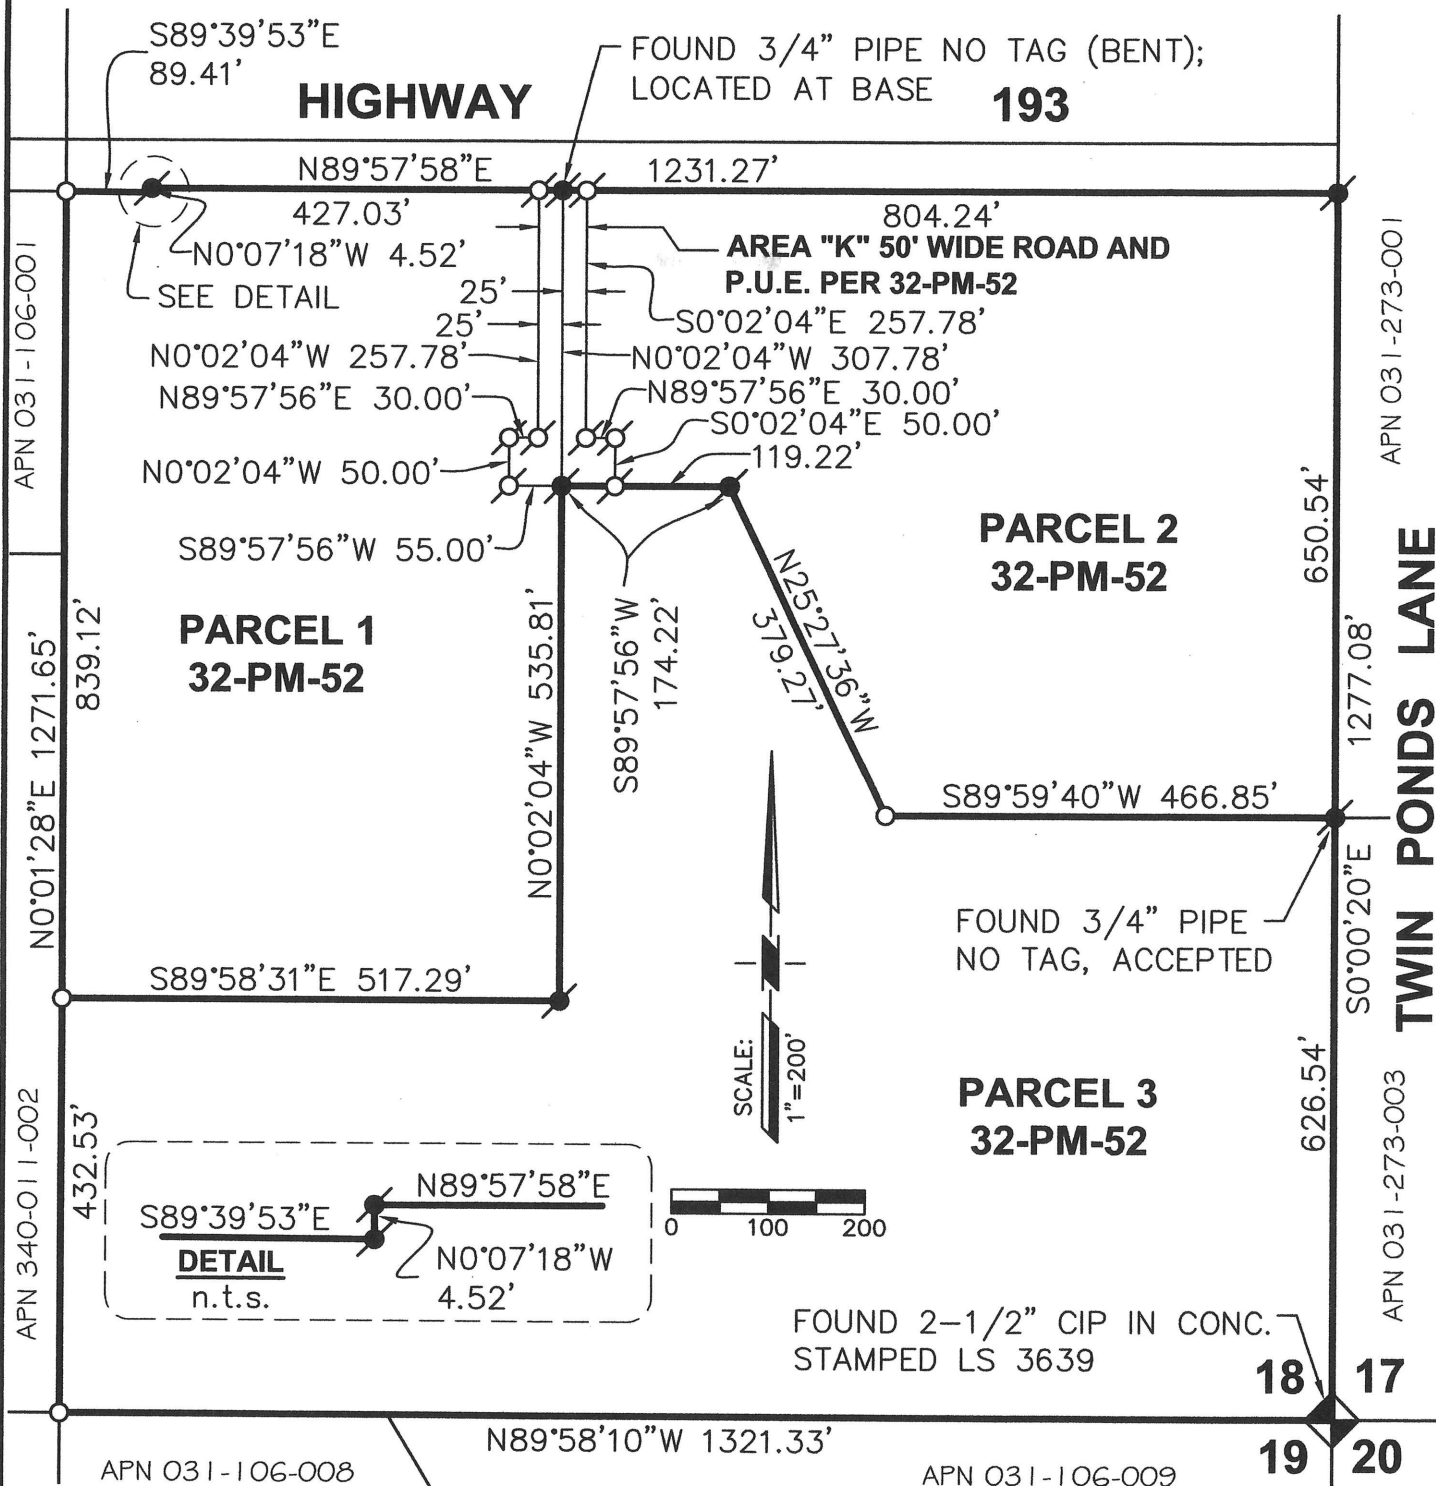 S89°39'53"E
89.41'
HIGHWAY 193
FOUND 3/4" PIPE NO TAG (BENT);
LOCATED AT BASE
N89°57'58"E 1231.27'
427.03'
804.24'
N0°07'18"W 4.52'
SEE DETAIL
AREA "K" 50' WIDE ROAD AND
P.U.E. PER 32-PM-52
25'
25'
S0°02'04"E 257.78'
N0°02'04"W 257.78'
N0°02'04"W 307.78'
N89°57'56"E 30.00'
N89°57'56"E 30.00'
S0°02'04"E 50.00'
N0°02'04"W 50.00'
119.22'
S89°57'56"W 55.00'
APN 031-106-001
APN 031-273-001
PARCEL 1
32-PM-52
PARCEL 2
32-PM-52
N25°27'36"W
379.27'
S89°57'56"W
174.22'
N0°02'04"W 535.81'
650.54'
1277.08'
S0°00'20"E
TWIN PONDS LANE
N0°01'28"E 1271.65'
839.12'
S89°59'40"W 466.85'
FOUND 3/4" PIPE
NO TAG, ACCEPTED
S89°58'31"E 517.29'
SCALE:
1"=200'
PARCEL 3
32-PM-52
626.54'
APN 031-273-003
APN 340-011-002
432.53'
N89°57'58"E
S89°39'53"E
DETAIL
n.t.s.
N0°07'18"W
4.52'
0 100 200
FOUND 2-1/2" CIP IN CONC.
STAMPED LS 3639
18 17
19 20
N89°58'10"W 1321.33'
APN 031-106-008
APN 031-106-009